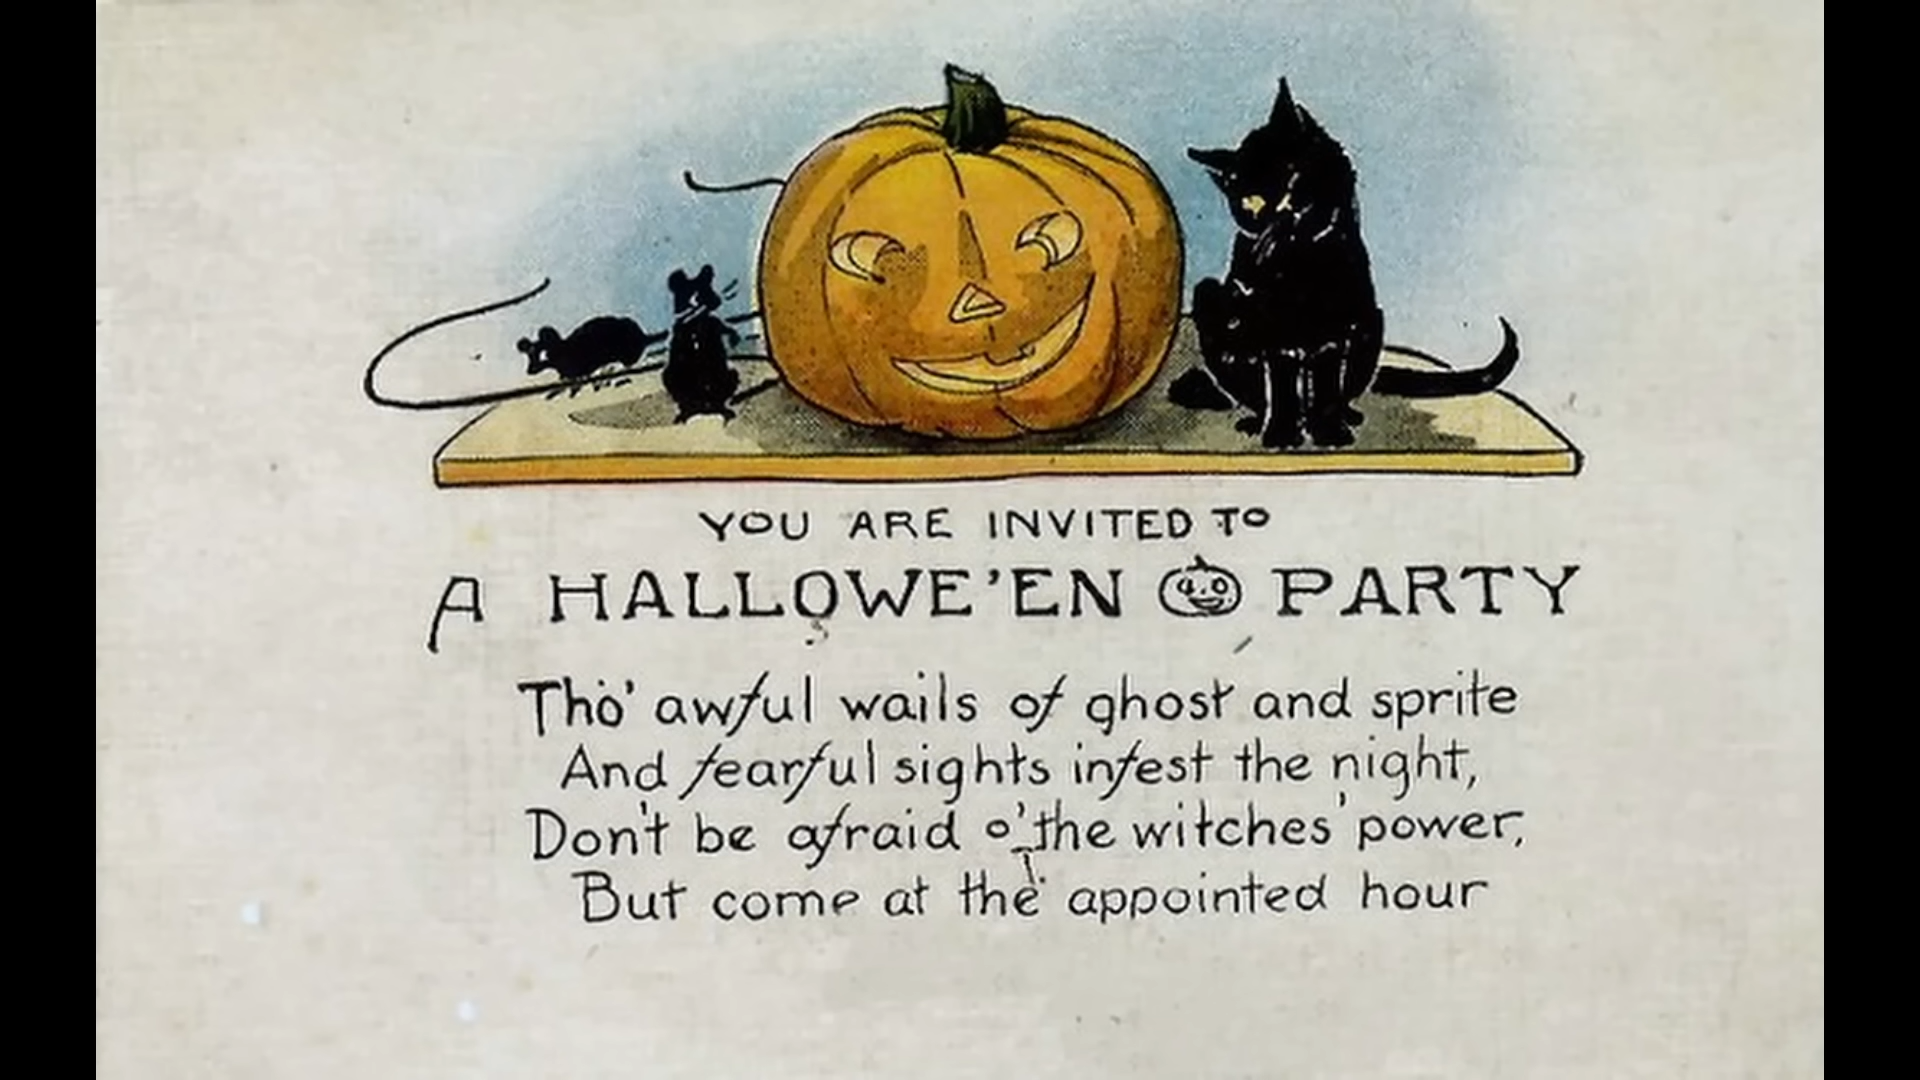 YOU ARE INVITED TO
A HALLOWE'EN PARTY
Tho' awful wails of ghost and sprite
And fearful sights infest the night,
Don't be afraid o' the witches' power,
But come at the appointed hour